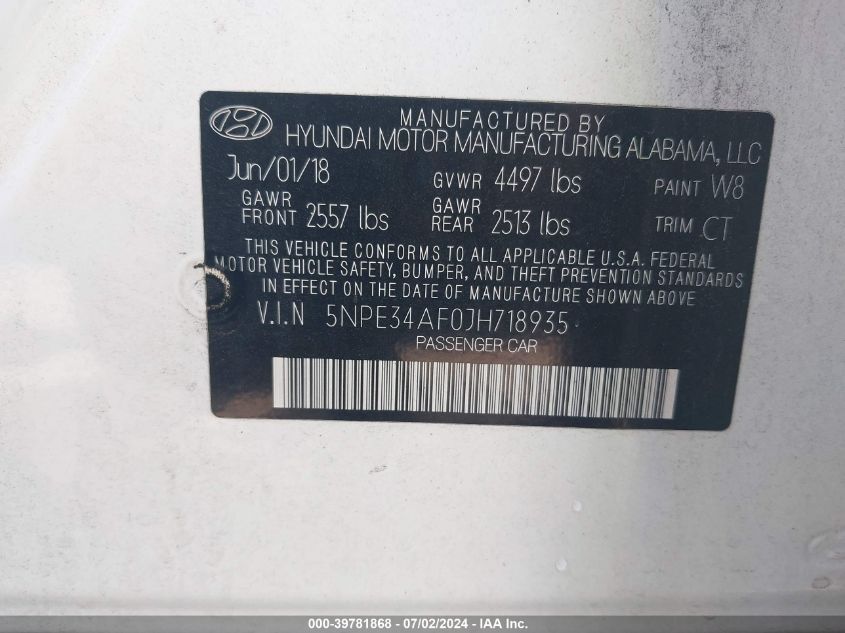 MANUFACTURED BY
HYUNDAI MOTOR MANUFACTURING ALABAMA, LLC
Jun/01/18 GVWR 4497 lbs PAINT W8
GAWR FRONT 2557 lbs GAWR REAR 2513 lbs TRIM CT
THIS VEHICLE CONFORMS TO ALL APPLICABLE U.S.A. FEDERAL
MOTOR VEHICLE SAFETY, BUMPER, AND THEFT PREVENTION STANDARDS
IN EFFECT ON THE DATE OF MANUFACTURE SHOWN ABOVE
V.I.N 5NPE34AF0JH718935
PASSENGER CAR
000-39781868 - 07/02/2024 - IAA Holdings, LLC.